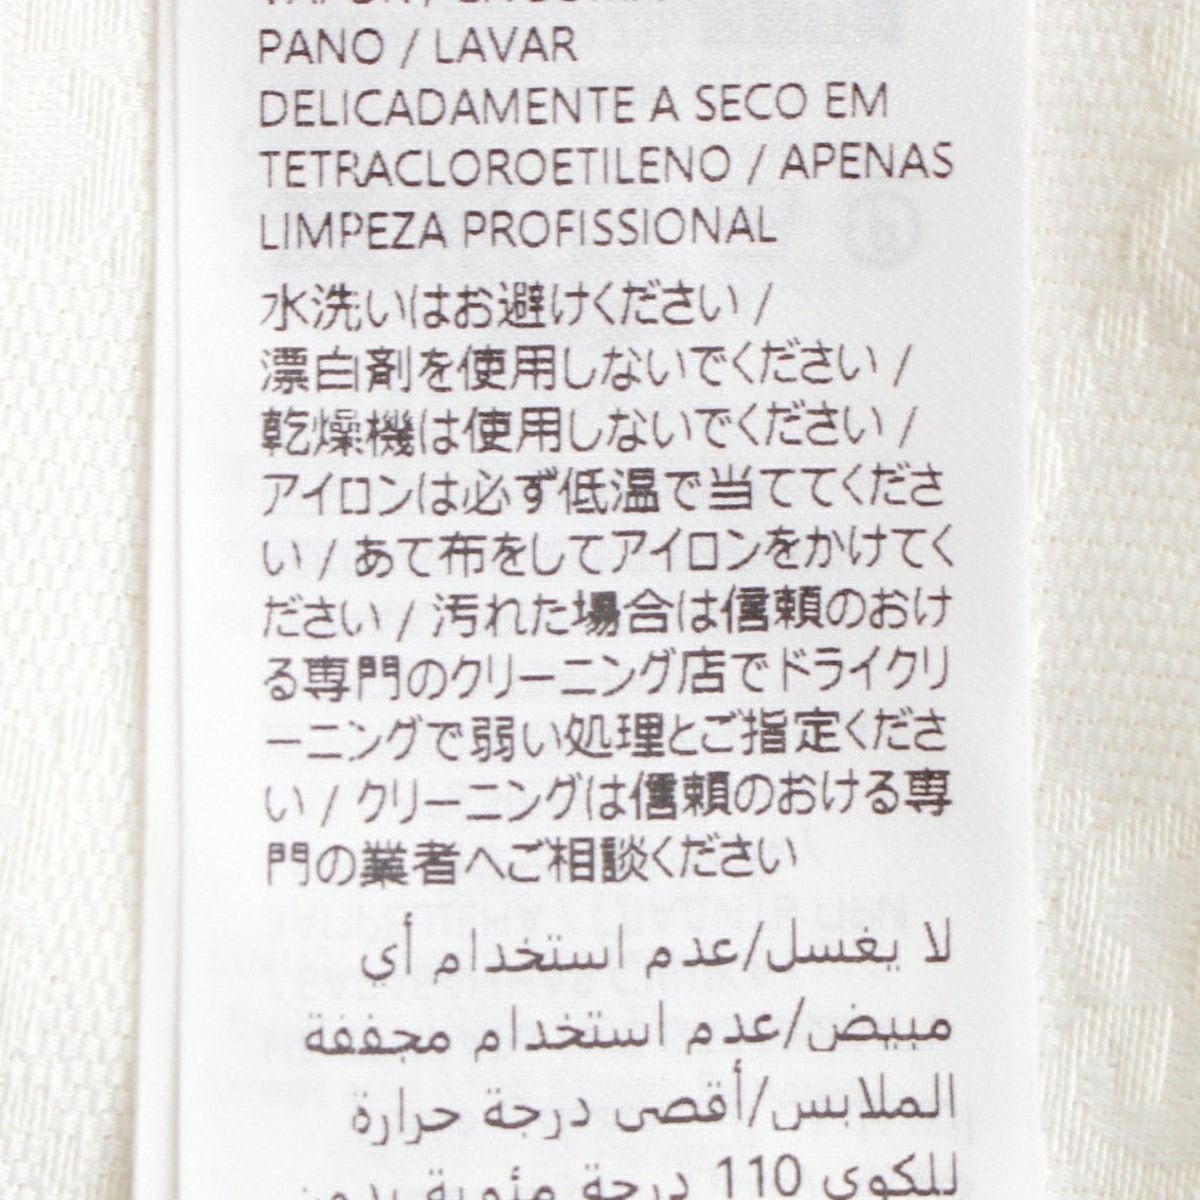 PANO / LAVAR
DELICADAMENTE A SECO EM
TETRACLOROETILENO / APENAS
LIMPEZA PROFISSIONAL
水洗いはお避けください /
漂白剤を使用しないでください /
乾燥機は使用しないでください /
アイロンは必ず低温で当ててくださ
い / あて布をしてアイロンをかけてく
ださい / 汚れた場合は信頼のおけ
る専門のクリーニング店でドライクリ
ーニングで弱い処理とご指定くださ
い / クリーニングは信頼のおける専
門の業者へご相談ください
لا يغسل/عدم استخدام أي
مبيض/عدم استخدام مجففة
الملابس/أقصى درجة حرارة
للكوي 110 درجة مئوية بدون